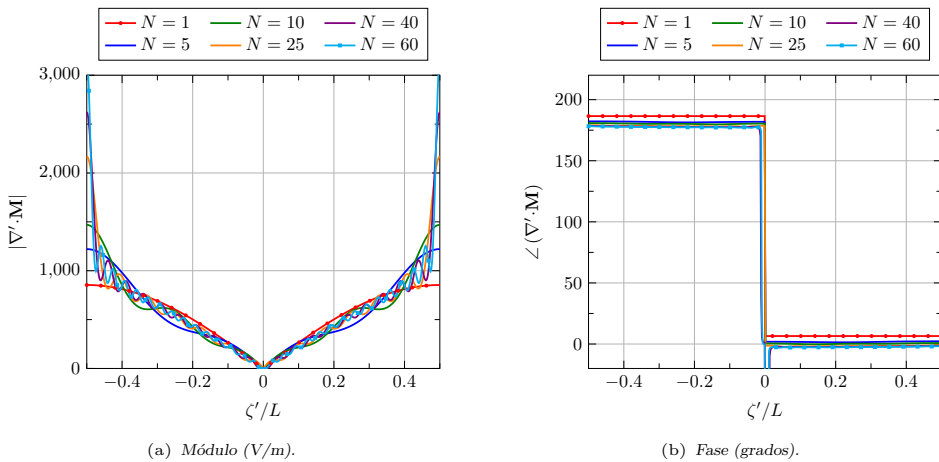 N = 1 N = 10 N = 40
N = 5 N = 25 N = 60
3,000
2,000
1,000
0
−0.4 −0.2 0 0.2 0.4
|∇′·M|
ζ′/L
(a) Módulo (V/m).
N = 1 N = 10 N = 40
N = 5 N = 25 N = 60
200
150
100
50
0
−0.4 −0.2 0 0.2 0.4
∠(∇′·M)
ζ′/L
(b) Fase (grados).